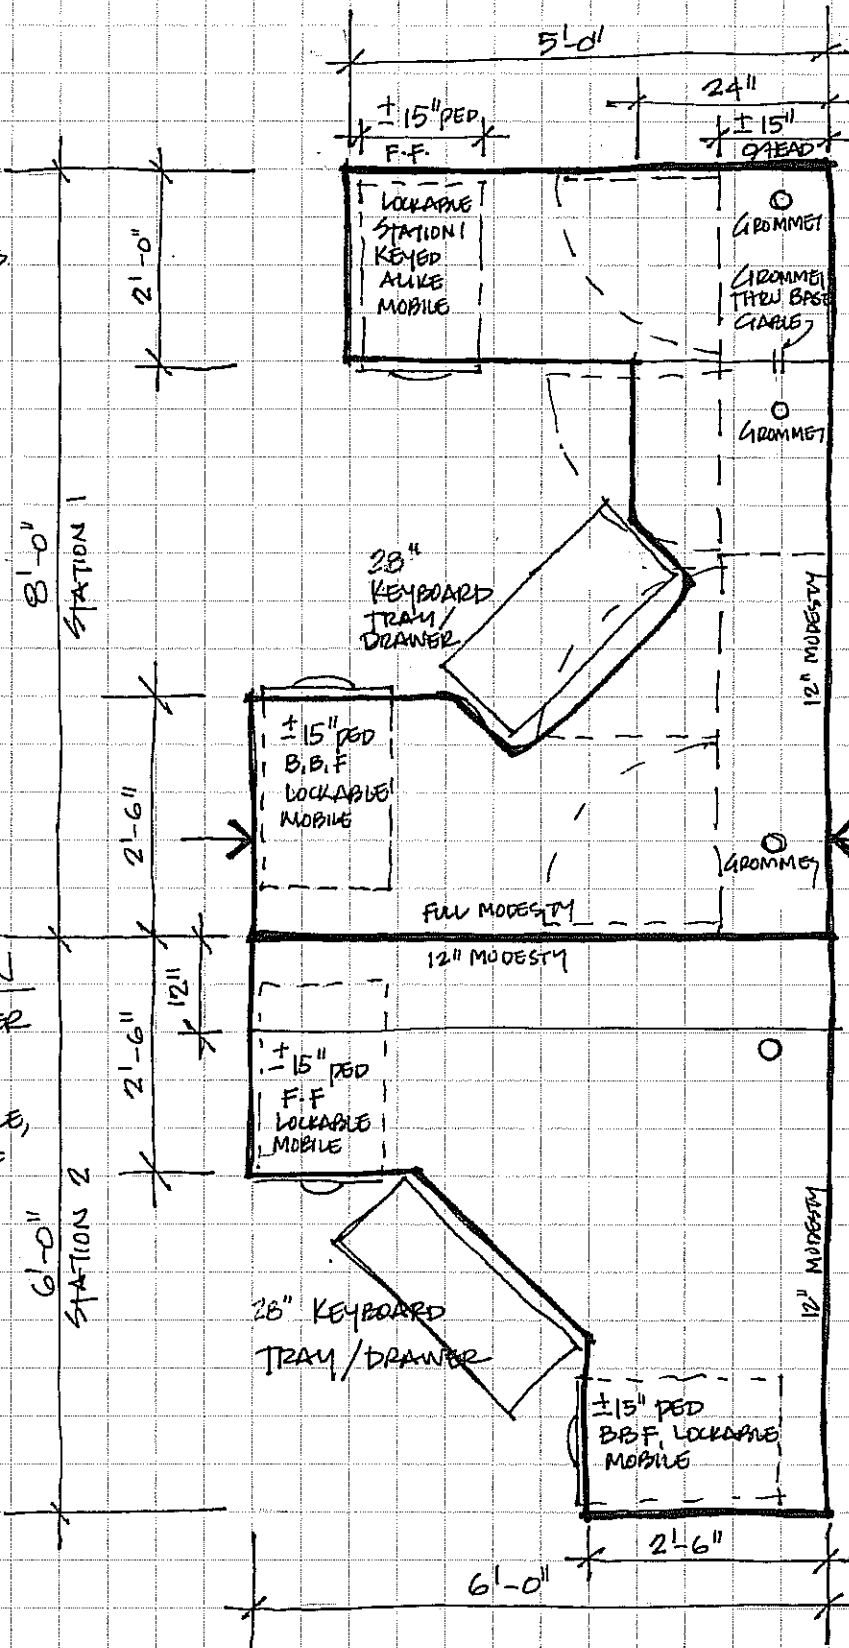 5'-0"
24"
± 15" PED
F.F.
± 15"
O/HEAD
LOCKABLE
STATION 1
KEYED
ALIKE
MOBILE
GROMMET
GROMMET
THRU BASE
GABLE
2'-0"
GROMMET
8'-0"
STATION 1
28"
KEYBOARD
TRAY/
DRAWER
12" MODESTY
± 15" PED
B.B.F
LOCKABLE
MOBILE
2'-6"
GROMMET
FULL MODESTY
12" MODESTY
12"
2'-6"
± 15" PED
F.F
LOCKABLE
MOBILE
6'-0"
STATION 2
12" MODESTY
28" KEYBOARD
TRAY/DRAWER
±15" PED
BBF, LOCKABLE
MOBILE
2'-6"
6'-0"